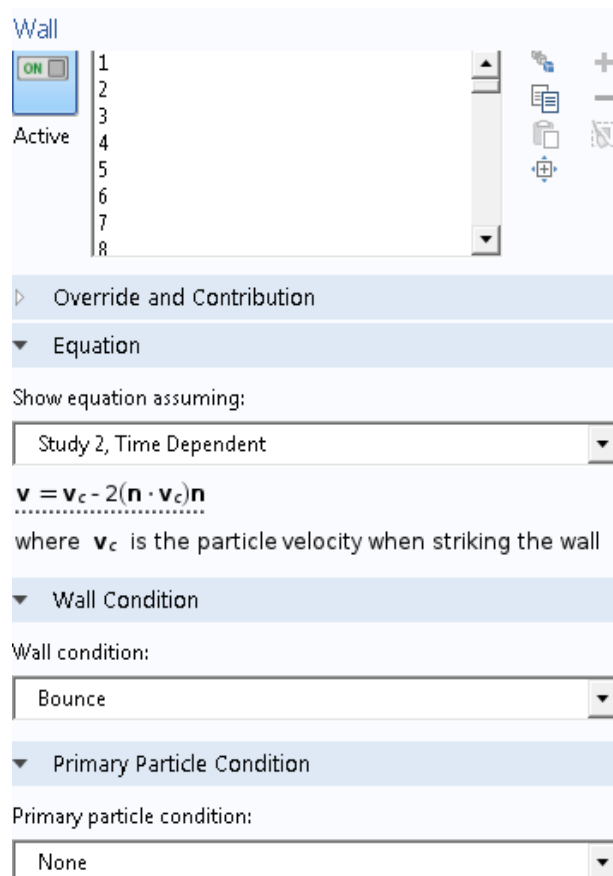 Wall
ON
Active
1
2
3
4
5
6
7
8
Override and Contribution
Equation
Show equation assuming:
Study 2, Time Dependent
v = vc - 2(n · vc)n
where vc is the particle velocity when striking the wall
Wall Condition
Wall condition:
Bounce
Primary Particle Condition
Primary particle condition:
None